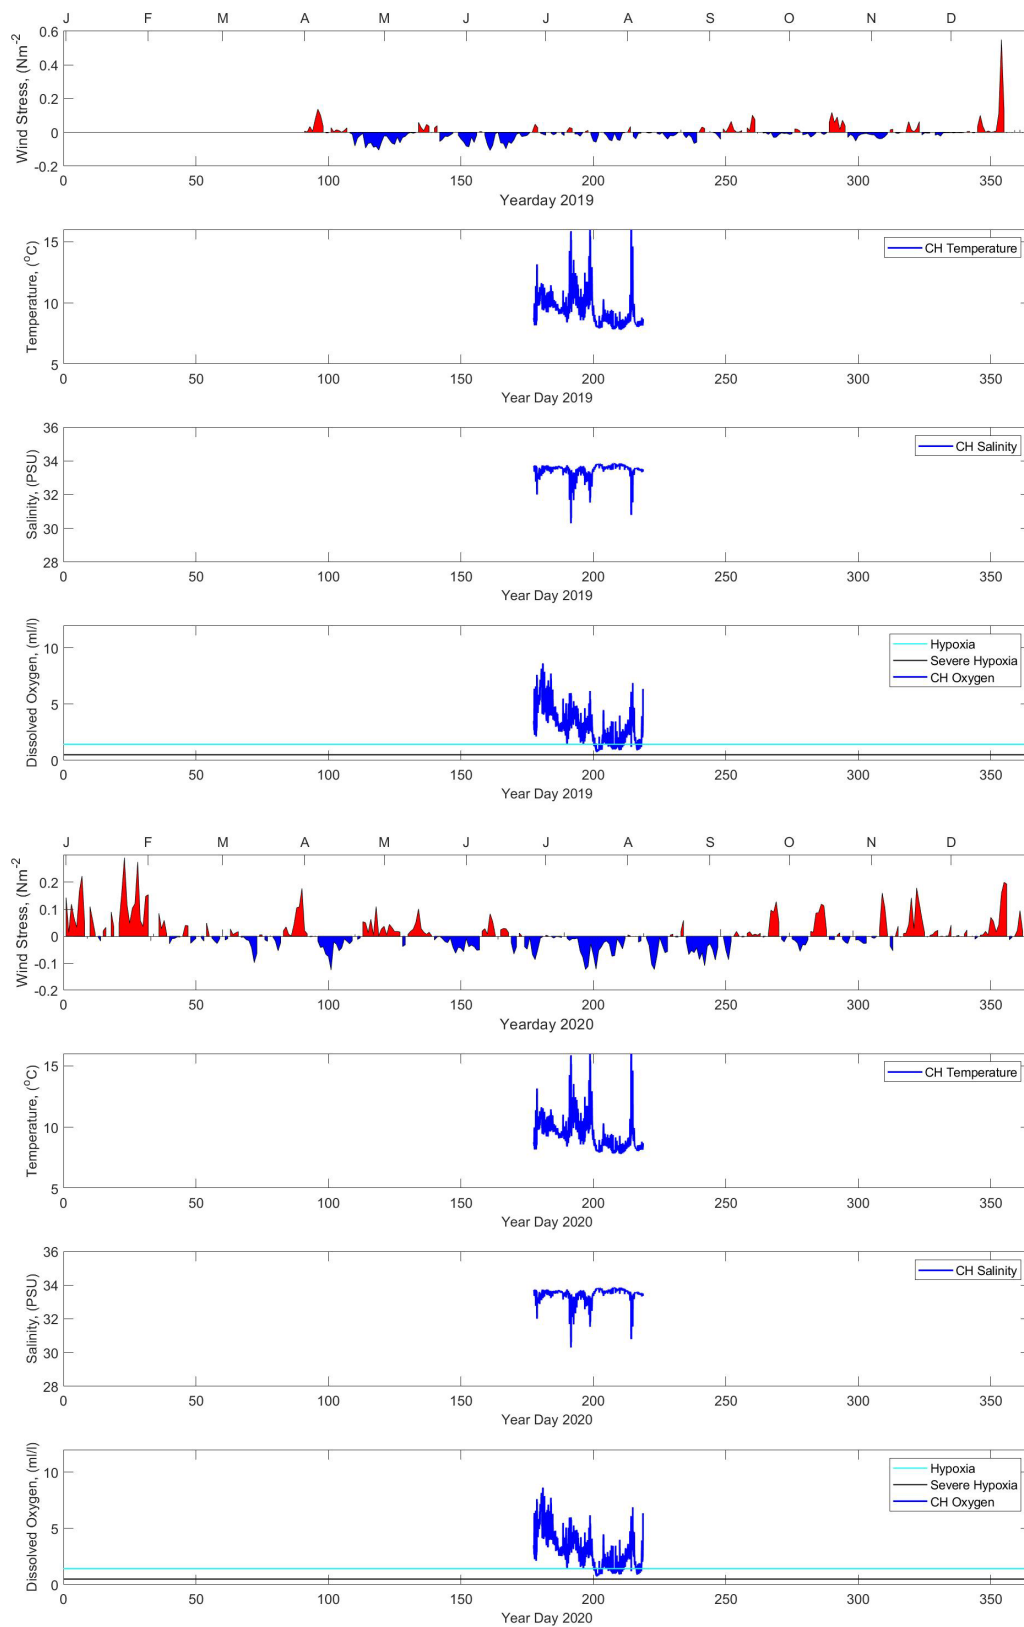 J F M A M J J A S O N D
0.6
0.4
0.2
0
-0.2
Wind Stress, (Nm-2
0 50 100 150 200 250 300 350
Yearday 2019
15
10
5
Temperature, (oC)
CH Temperature
0 50 100 150 200 250 300 350
Year Day 2019
36
34
32
30
28
Salinity, (PSU)
CH Salinity
0 50 100 150 200 250 300 350
Year Day 2019
10
5
0
Dissolved Oxygen, (ml/l)
Hypoxia
Severe Hypoxia
CH Oxygen
0 50 100 150 200 250 300 350
Year Day 2019
J F M A M J J A S O N D
0.2
0.1
0
-0.1
-0.2
Wind Stress, (Nm-2
0 50 100 150 200 250 300 350
Yearday 2020
15
10
5
Temperature, (oC)
CH Temperature
0 50 100 150 200 250 300 350
Year Day 2020
36
34
32
30
28
Salinity, (PSU)
CH Salinity
0 50 100 150 200 250 300 350
Year Day 2020
10
5
0
Dissolved Oxygen, (ml/l)
Hypoxia
Severe Hypoxia
CH Oxygen
0 50 100 150 200 250 300 350
Year Day 2020